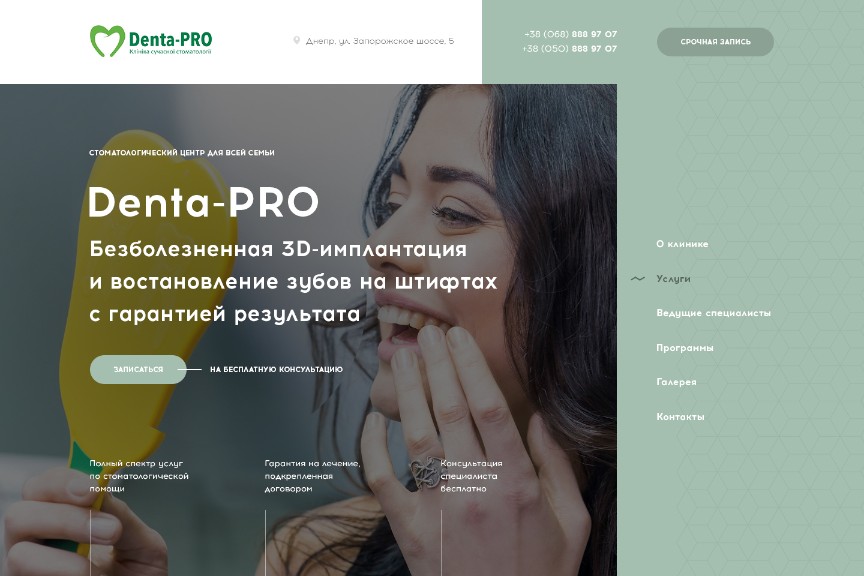 Denta-PRO
Клініка сучасної стоматології
Днепр, ул. Запорожское шоссе, 5
+38 (068) 888 97 07
+38 (050) 888 97 07
СРОЧНАЯ ЗАПИСЬ
СТОМАТОЛОГИЧЕСКИЙ ЦЕНТР ДЛЯ ВСЕЙ СЕМЬИ
Denta-PRO
Безболезненная 3D-имплантация
и востановление зубов на штифтах
с гарантией результата
ЗАПИСАТЬСЯ
НА БЕСПЛАТНУЮ КОНСУЛЬТАЦИЮ
Полный спектр услуг
по стоматологической
помощи
Гарантия на лечение,
подкрепленная
договором
Консультация
специалиста
бесплатно
О клинике
Услуги
Ведущие специалисты
Программы
Галерея
Контакты